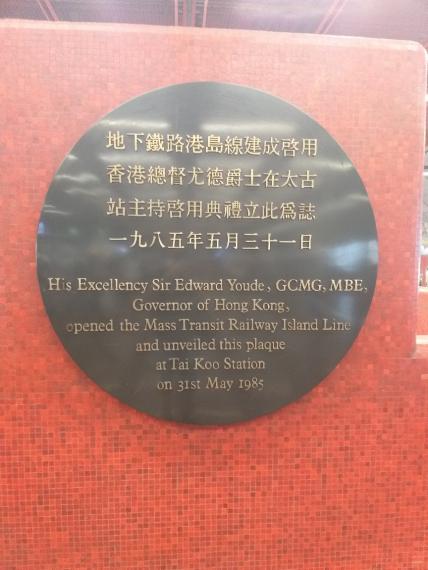 地下鐵路港島線建成啓用
香港總督尤德爵士在太古
站主持啓用典禮立此爲誌
一九八五年五月三十一日
His Excellency Sir Edward Youde, GCMG, MBE,
Governor of Hong Kong,
opened the Mass Transit Railway Island Line
and unveiled this plaque
at Tai Koo Station
on 31st May 1985